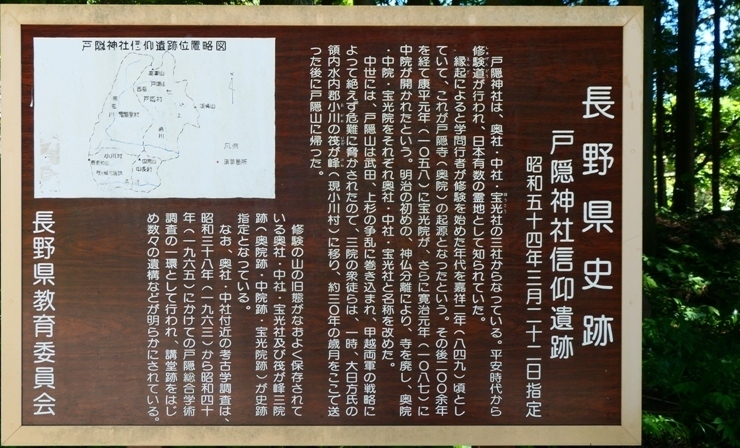 長野県史跡
戸隠神社信仰遺跡
昭和五十四年三月二十二日指定
戸隠神社は、奥社・中社・宝光社の三社からなつている。平安時代から
修験道が行われ、日本有数の霊地として知られていた。
縁起によると学問行者が修験を始めた年代を嘉祥二年(八四九)頃とし
ていて、これが戸隠寺(奥院)の起源となったという。その後二〇〇余年
を経て康平元年(一〇五八)に宝光院が、さらに寛治元年(一〇八七)に
中院が開かれたという。明治の初めの、神仏分離により、寺を廃し、奥院
・中院・宝光院をそれぞれ奥社・中社・宝光社と名称を改めた。
中世には、戸隠山は武田、上杉の争乱に巻き込まれ、甲越両軍の戦略に
よって絶えず危難に脅かされたので、三院の衆徒らは、一時、大日方氏の
領内水内郡小川の筏が峰(現小川村)に移り、約三〇年の歳月をここで送
った後に戸隠山に帰った。
修験の山の旧態がなおよく保存されて
いる奥社・中社・宝光社及び筏が峰三院
跡(奥院跡・中院跡・宝光院跡)が史跡
指定となっている。
なお、奥社・中社付近の考古学調査は、
昭和三十八年(一九六三)から昭和四十
年(一九六五)にかけての戸隠総合学術
調査の一環として行われ、講堂跡をはじ
め数々の遺構などが明らかにされている。
長野県教育委員会
戸隠神社信仰遺跡位置略図
戸隠村
小川村
中条村
凡例